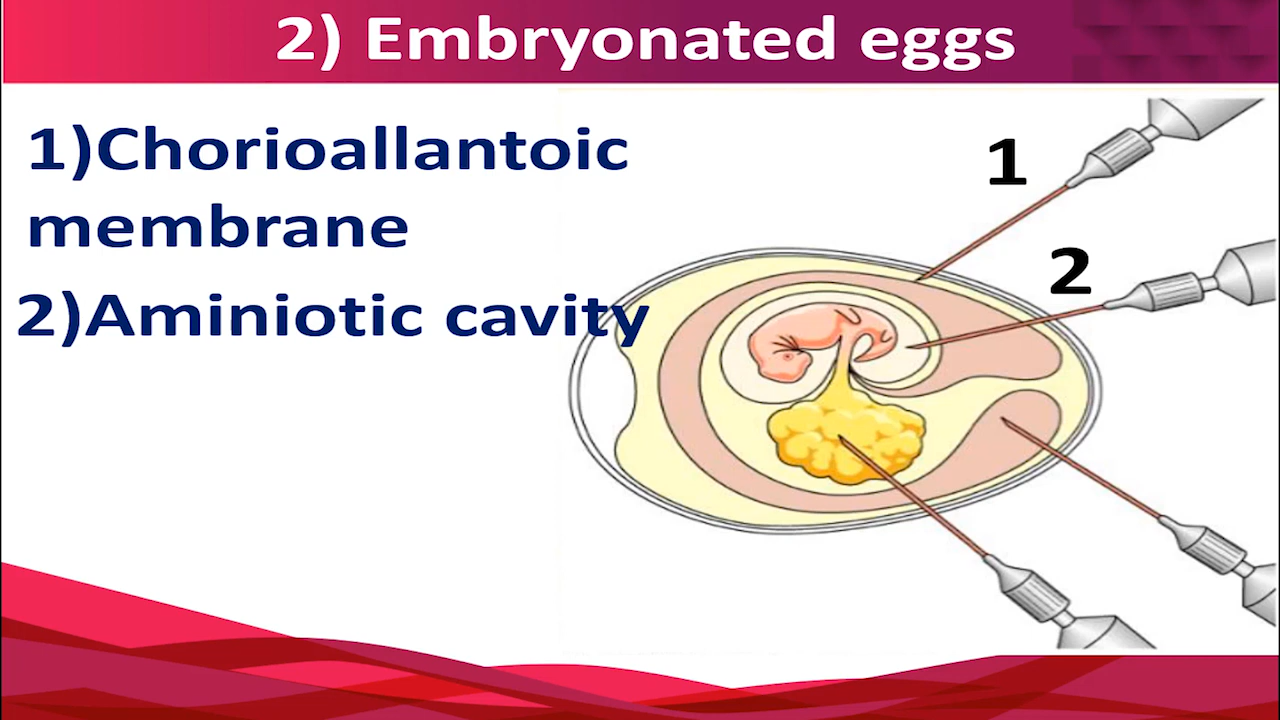 2) Embryonated eggs
1)Chorioallantoic
membrane
2)Aminiotic cavity
1
2